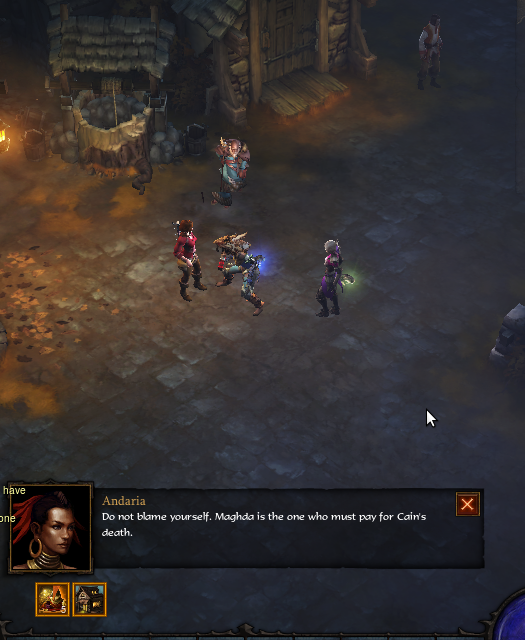 have
one
Andaria
Do not blame yourself. Maghda is the one who must pay for Cain's
death.